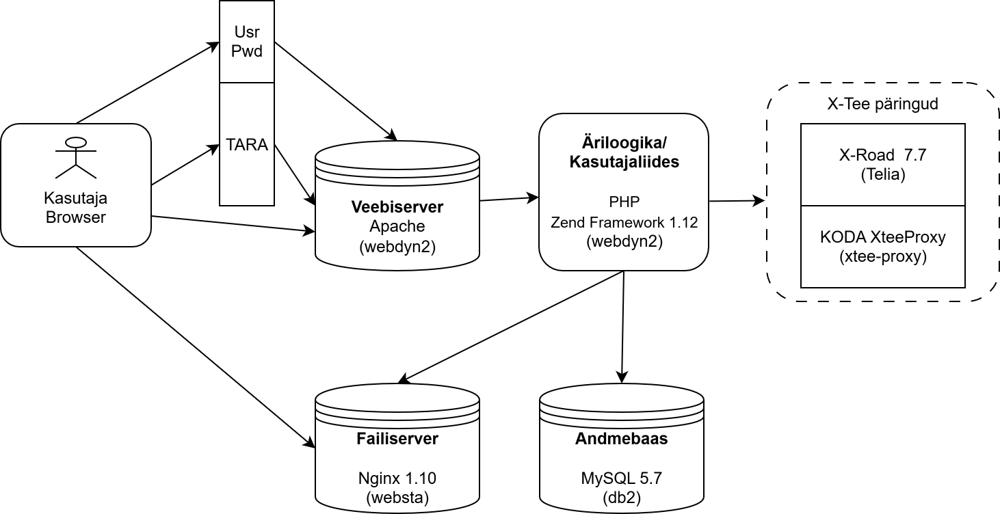 Usr
Pwd
TARA
Kasutaja
Browser
Veebiserver
Apache
(webdyn2)
Äriloogika/
Kasutajaliides
PHP
Zend Framework 1.12
(webdyn2)
X-Tee päringud
X-Road 7.7
(Telia)
KODA XteeProxy
(xtee-proxy)
Failiserver
Nginx 1.10
(websta)
Andmebaas
MySQL 5.7
(db2)